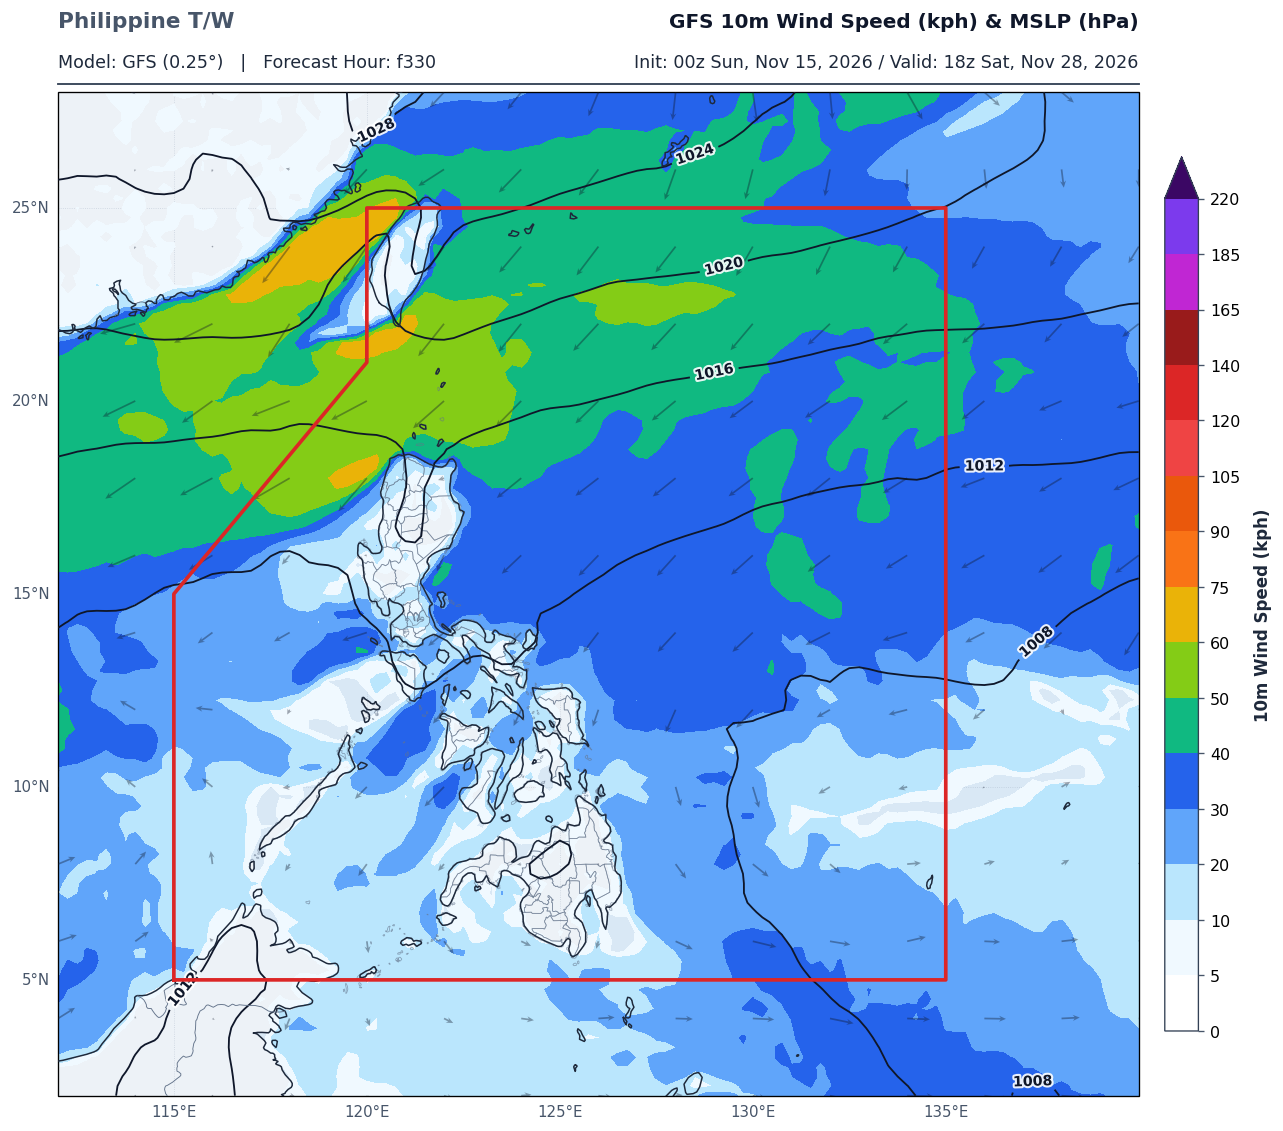 Philippine T/W
GFS 10m Wind Speed (kph) & MSLP (hPa)
Model: GFS (0.25°)   |   Forecast Hour: f330
Init: 00z Sun, Nov 15, 2026 / Valid: 18z Sat, Nov 28, 2026
1028
1024
1020
1016
1012
1008
1012
1008
25°N
20°N
15°N
10°N
5°N
115°E
120°E
125°E
130°E
135°E
220
185
165
140
120
105
90
75
60
50
40
30
20
10
5
0
10m Wind Speed (kph)